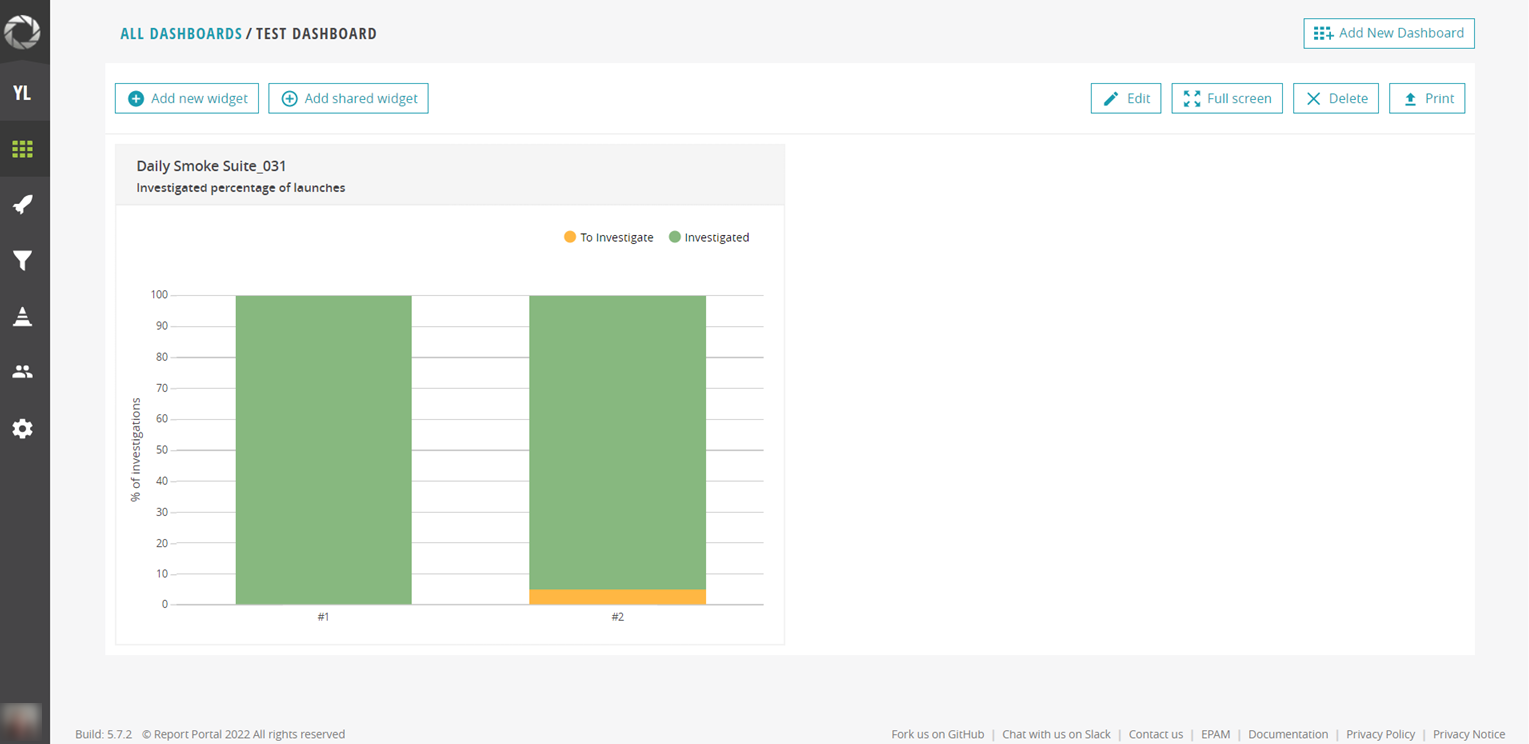 ALL DASHBOARDS / TEST DASHBOARD
Add New Dashboard
YL
Add new widget
Add shared widget
Edit
Full screen
Delete
Print
Daily Smoke Suite_031
Investigated percentage of launches
To Investigate
Investigated
% of investigations
100
90
80
70
60
50
40
30
20
10
0
#1
#2
Build: 5.7.2 © Report Portal 2022 All rights reserved
Fork us on GitHub | Chat with us on Slack | Contact us | EPAM | Documentation | Privacy Policy | Privacy Notice